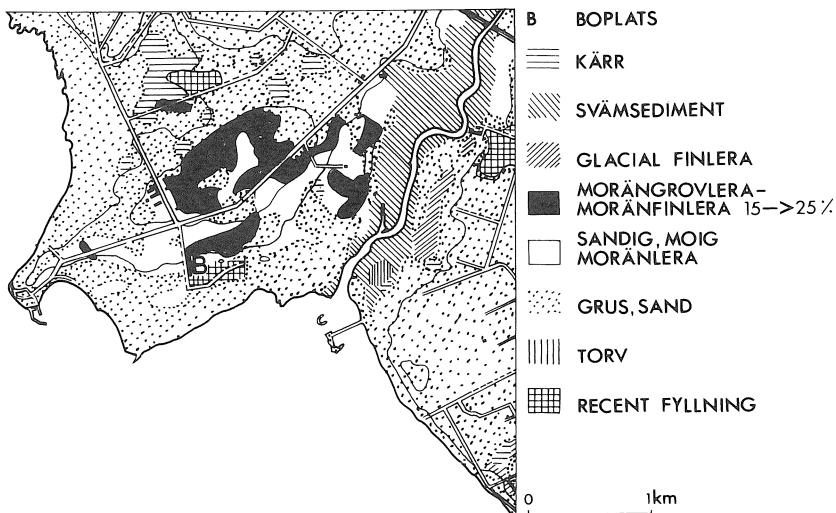 B BOPLATS
KÄRR
SVÄMSEDIMENT
GLACIAL FINLERA
MORÄNGROVLERA-
MORÄNFINLERA 15—>25 %
SANDIG, MOIG
MORÄNLERA
GRUS, SAND
TORV
RECENT FYLLNING
B
0 1km